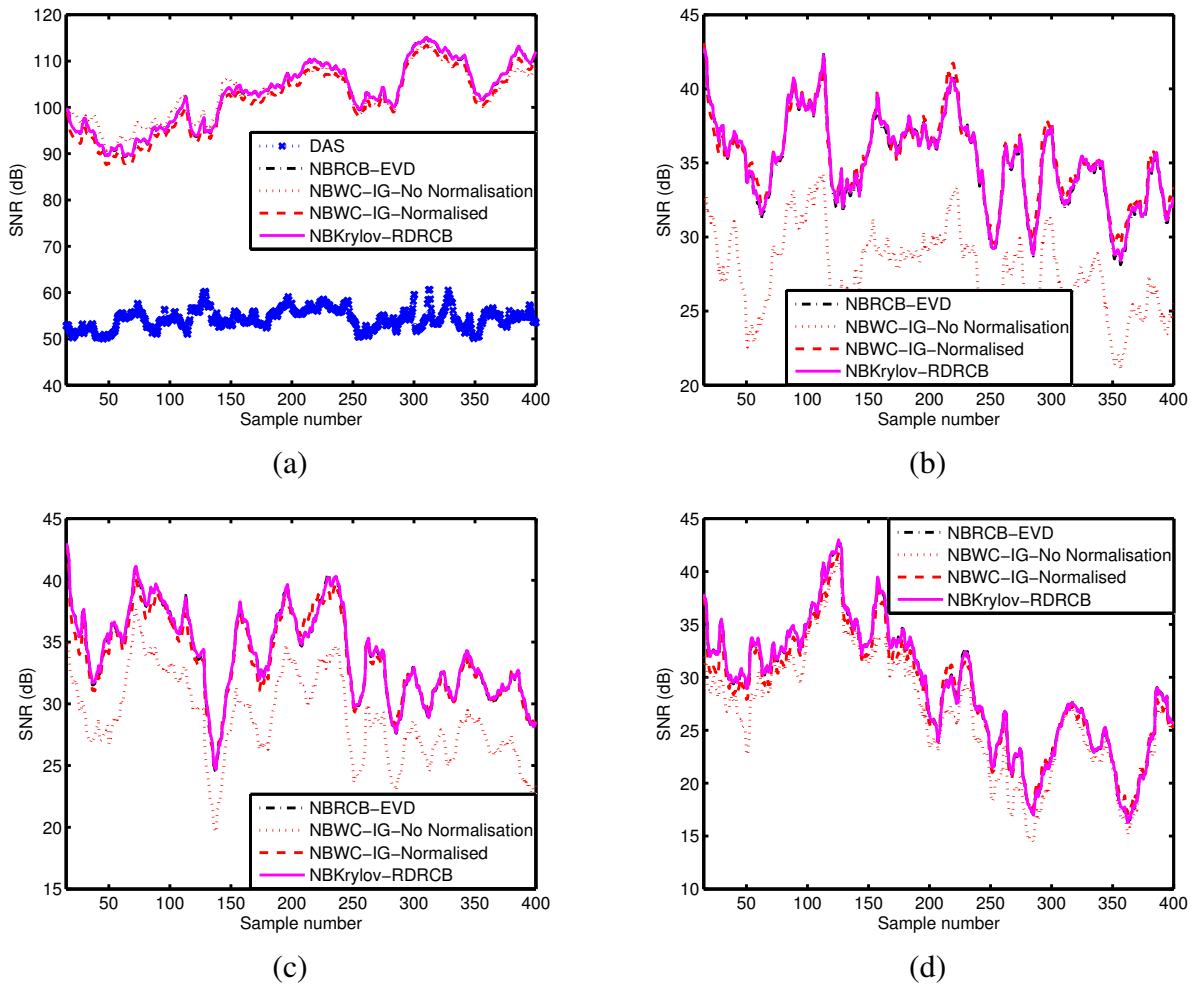 120
110
100
90
80
70
60
50
40
SNR (dB)
DAS
NBRCB−EVD
NBWC−IG−No Normalisation
NBWC−IG−Normalised
NBKrylov−RDRCB
50 100 150 200 250 300 350 400
Sample number
(a)
45
40
35
30
25
20
SNR (dB)
NBRCB−EVD
NBWC−IG−No Normalisation
NBWC−IG−Normalised
NBKrylov−RDRCB
50 100 150 200 250 300 350 400
Sample number
(b)
45
40
35
30
25
20
15
SNR (dB)
NBRCB−EVD
NBWC−IG−No Normalisation
NBWC−IG−Normalised
NBKrylov−RDRCB
50 100 150 200 250 300 350 400
Sample number
(c)
45
40
35
30
25
20
15
10
SNR (dB)
NBRCB−EVD
NBWC−IG−No Normalisation
NBWC−IG−Normalised
NBKrylov−RDRCB
50 100 150 200 250 300 350 400
Sample number
(d)